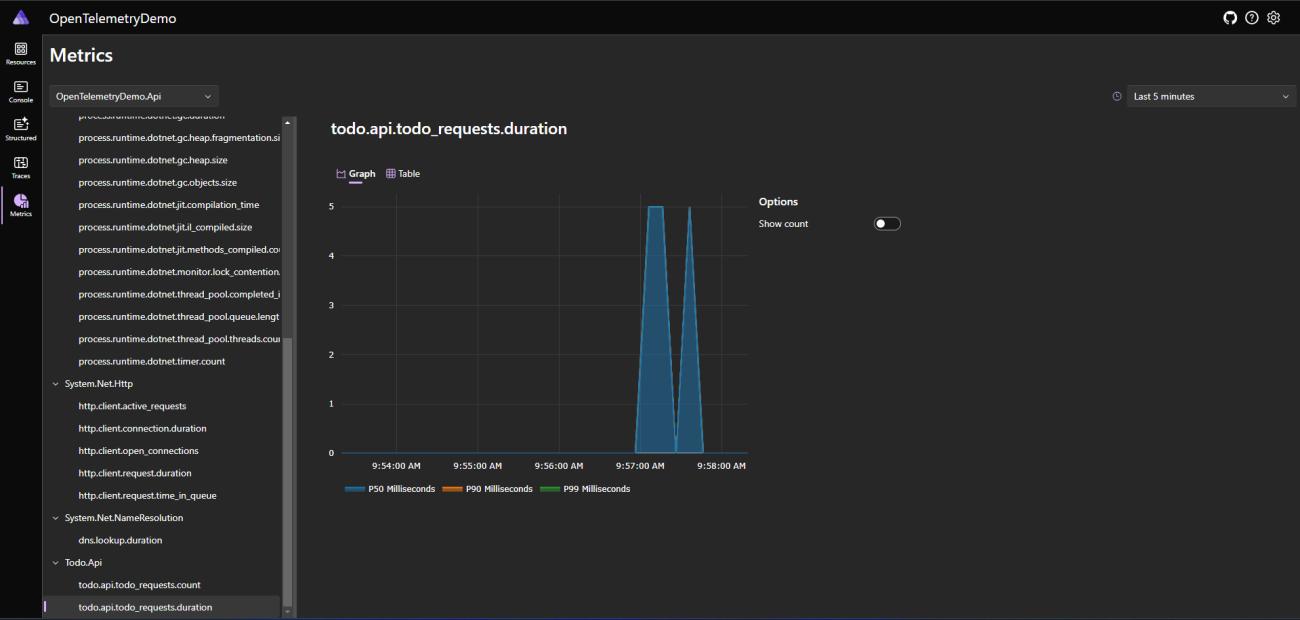 OpenTelemetryDemo
Resources
Console
Structured
Traces
Metrics
Metrics
OpenTelemetryDemo.Api
Last 5 minutes
process.runtime.dotnet.gc.duration
process.runtime.dotnet.gc.heap.fragmentation.si
process.runtime.dotnet.gc.heap.size
process.runtime.dotnet.gc.objects.size
process.runtime.dotnet.jit.compilation_time
process.runtime.dotnet.jit.il_compiled.size
process.runtime.dotnet.jit.methods_compiled.cou
process.runtime.dotnet.monitor.lock_contention.
process.runtime.dotnet.thread_pool.completed_i
process.runtime.dotnet.thread_pool.queue.lengt
process.runtime.dotnet.thread_pool.threads.coun
process.runtime.dotnet.timer.count
System.Net.Http
http.client.active_requests
http.client.connection.duration
http.client.open_connections
http.client.request.duration
http.client.request.time_in_queue
System.Net.NameResolution
dns.lookup.duration
Todo.Api
todo.api.todo_requests.count
todo.api.todo_requests.duration
todo.api.todo_requests.duration
Graph Table
5
4
3
2
1
0
9:54:00 AM 9:55:00 AM 9:56:00 AM 9:57:00 AM 9:58:00 AM
P50 Milliseconds P90 Milliseconds P99 Milliseconds
Options
Show count